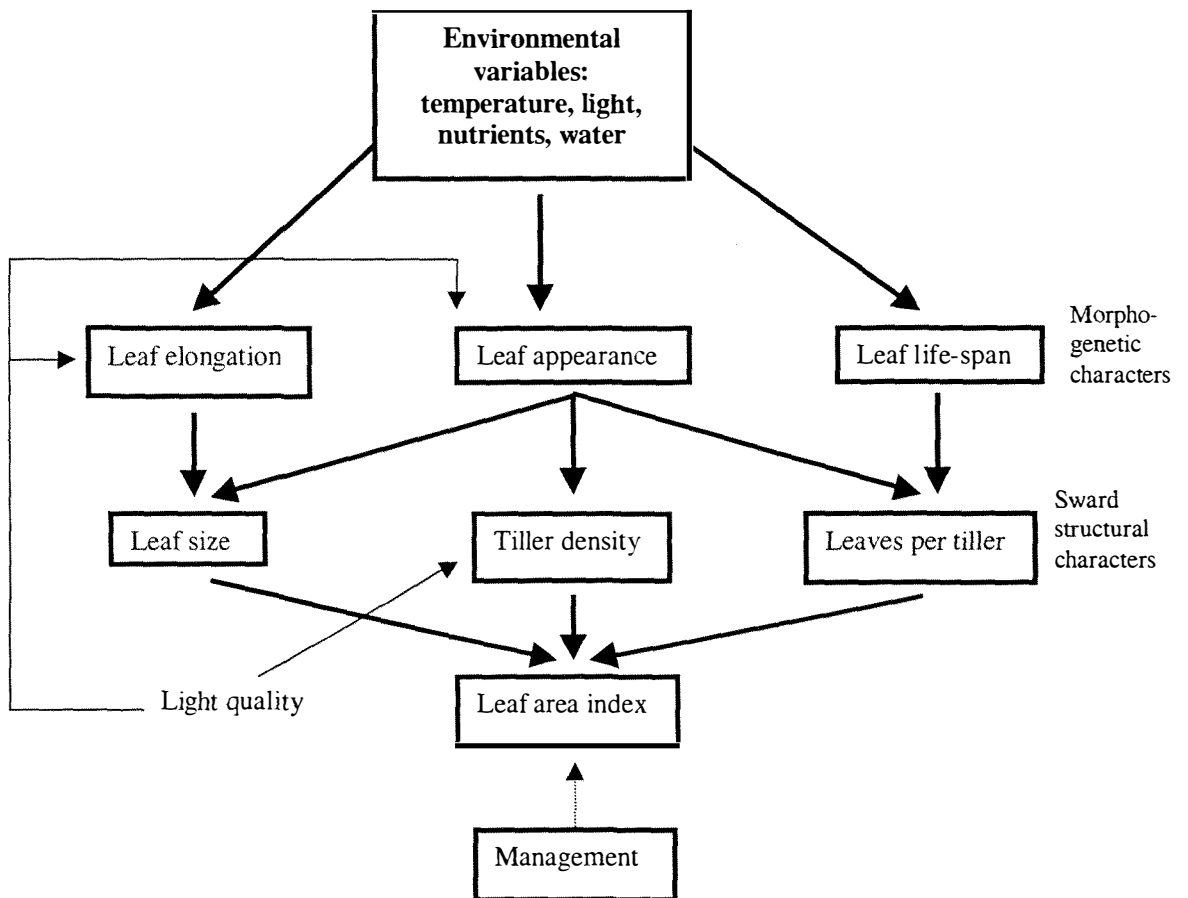 Environmental
variables:
temperature, light,
nutrients, water
Leaf elongation
Leaf appearance
Leaf life-span
Morpho-
genetic
characters
Leaf size
Tiller density
Leaves per tiller
Sward
structural
characters
Light quality
Leaf area index
Management